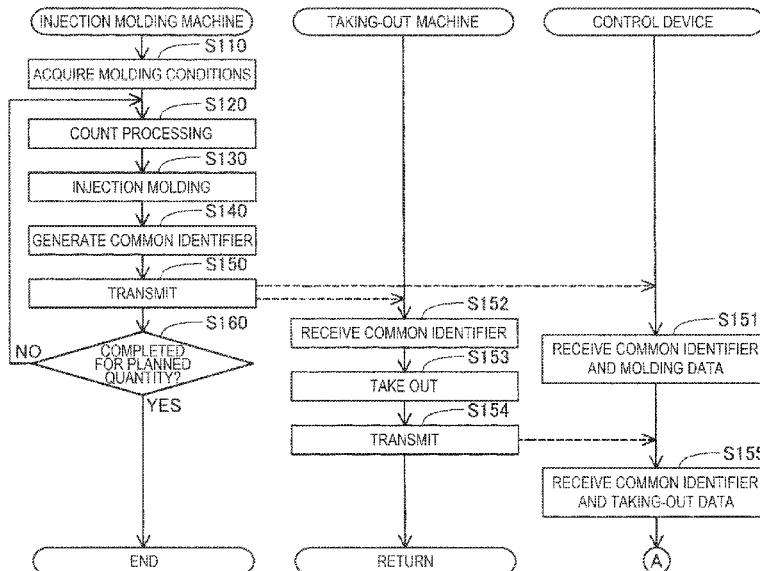 INJECTION MOLDING MACHINE
TAKING-OUT MACHINE
CONTROL DEVICE
S110
ACQUIRE MOLDING CONDITIONS
S120
COUNT PROCESSING
S130
INJECTION MOLDING
S140
GENERATE COMMON IDENTIFIER
S150
TRANSMIT
S160
COMPLETED
FOR PLANNED
QUANTITY?
NO
YES
END
S152
RECEIVE COMMON IDENTIFIER
S153
TAKE OUT
S154
TRANSMIT
RETURN
S151
RECEIVE COMMON IDENTIFIER
AND MOLDING DATA
S155
RECEIVE COMMON IDENTIFIER
AND TAKING-OUT DATA
A